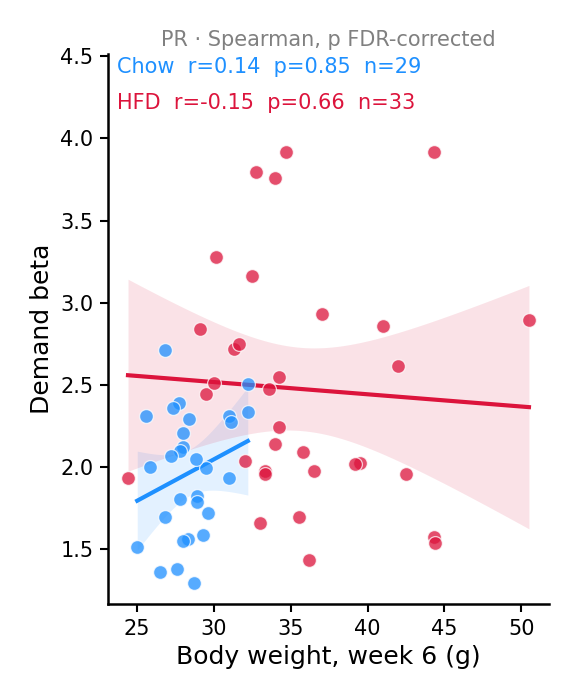 PR · Spearman, p FDR-corrected
Chow r=0.14 p=0.85 n=29
HFD r=-0.15 p=0.66 n=33
4.5
4.0
3.5
3.0
2.5
2.0
1.5
Demand beta
25 30 35 40 45 50
Body weight, week 6 (g)